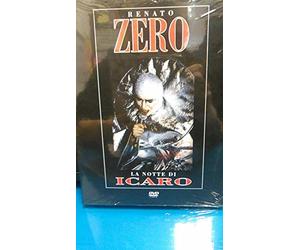 RENATO
ZERO
LA NOTTE DI
ICARO
DVD